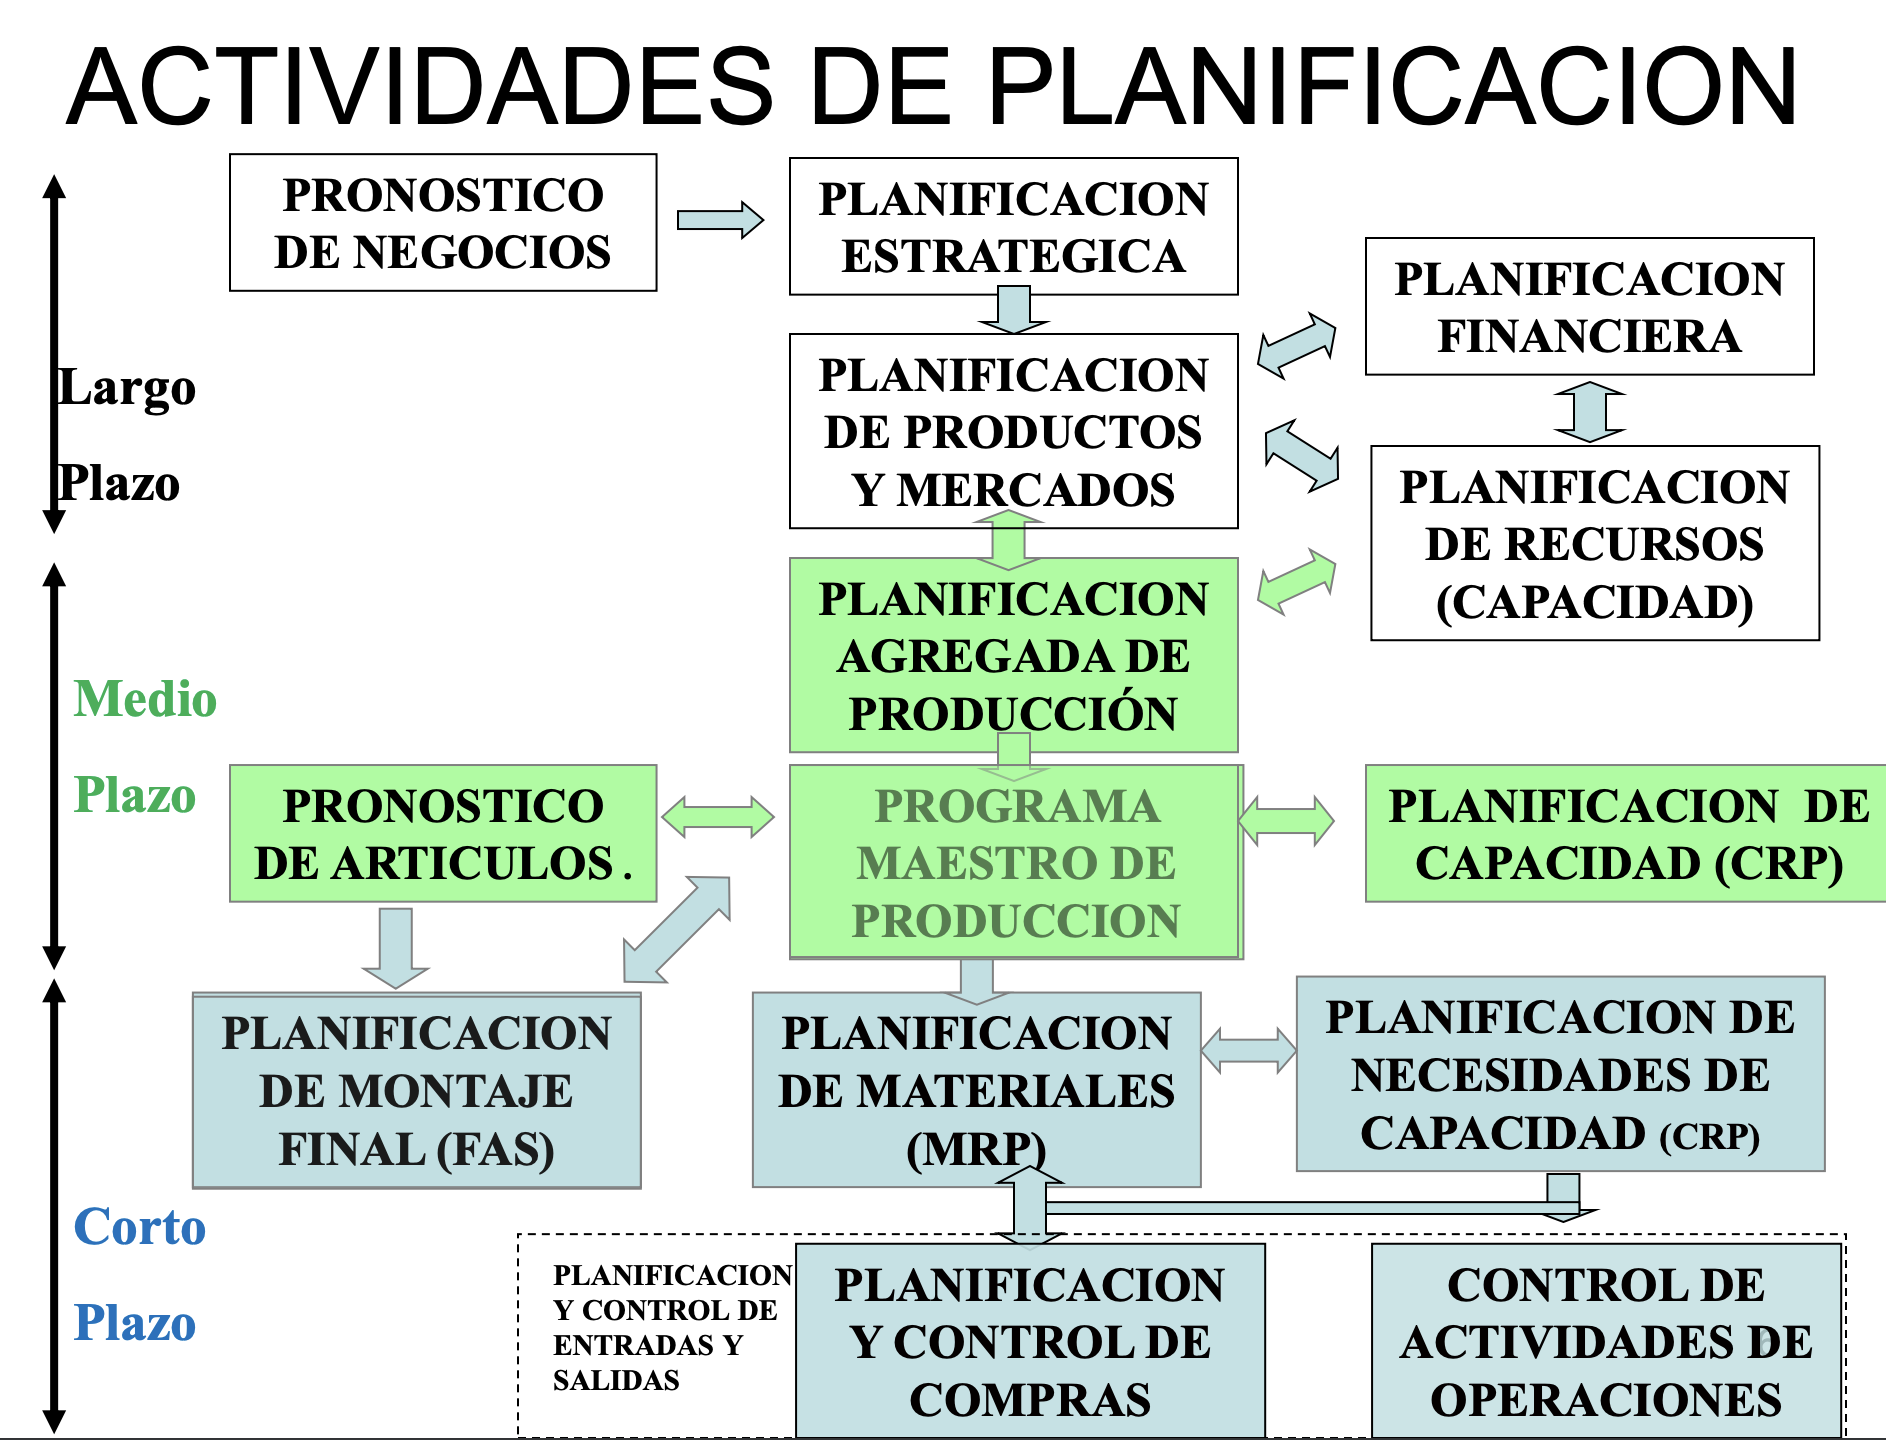 ACTIVIDADES DE PLANIFICACION
PRONOSTICO
DE NEGOCIOS
PLANIFICACION
ESTRATEGICA
PLANIFICACION
FINANCIERA
Largo
Plazo
PLANIFICACION
DE PRODUCTOS
Y MERCADOS
PLANIFICACION
DE RECURSOS
(CAPACIDAD)
Medio
Plazo
PLANIFICACION
AGREGADA DE
PRODUCCIÓN
PRONOSTICO
DE ARTICULOS .
PROGRAMA
MAESTRO DE
PRODUCCION
PLANIFICACION DE
CAPACIDAD (CRP)
Corto
Plazo
PLANIFICACION
DE MONTAJE
FINAL (FAS)
PLANIFICACION
DE MATERIALES
(MRP)
PLANIFICACION DE
NECESIDADES DE
CAPACIDAD (CRP)
PLANIFICACION
Y CONTROL DE
ENTRADAS Y
SALIDAS
PLANIFICACION
Y CONTROL DE
COMPRAS
CONTROL DE
ACTIVIDADES DE
OPERACIONES